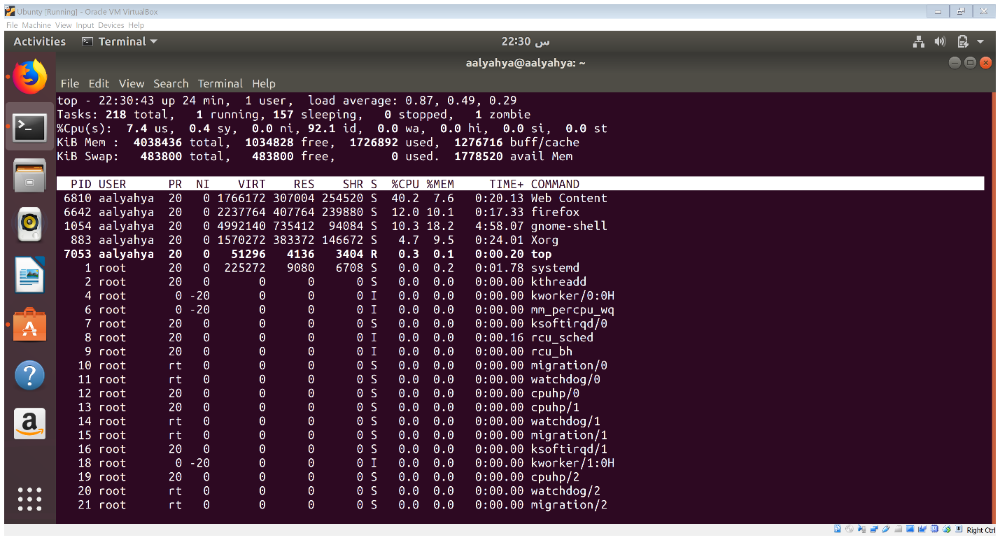 Ubunty [Running] - Oracle VM VirtualBox
File Machine View Input Devices Help
Activities Terminal 22:30 س
aalyahya@aalyahya: ~
File Edit View Search Terminal Help
top - 22:30:43 up 24 min,  1 user,  load average: 0.87, 0.49, 0.29
Tasks: 218 total,   1 running, 157 sleeping,   0 stopped,   1 zombie
%Cpu(s):  7.4 us,  0.4 sy,  0.0 ni, 92.1 id,  0.0 wa,  0.0 hi,  0.0 si,  0.0 st
KiB Mem :  4038436 total,  1034828 free,  1726892 used,  1276716 buff/cache
KiB Swap:   483800 total,   483800 free,        0 used.  1778520 avail Mem
PID USER      PR  NI    VIRT    RES    SHR S  %CPU %MEM     TIME+ COMMAND
6810 aalyahya  20   0 1766172 307004 254520 S  40.2  7.6   0:20.13 Web Content
6642 aalyahya  20   0 2237764 407764 239880 S  12.0 10.1   0:17.33 firefox
1054 aalyahya  20   0 4992140 735412  94084 S  10.3 18.2   4:58.07 gnome-shell
883 aalyahya  20   0 1570272 383372 146672 S   4.7  9.5   0:24.01 Xorg
7053 aalyahya  20   0   51296   4136   3404 R   0.3  0.1   0:00.20 top
1 root      20   0  225272   9080   6708 S   0.0  0.2   0:01.78 systemd
2 root      20   0       0      0      0 S   0.0  0.0   0:00.00 kthreadd
4 root       0 -20       0      0      0 I   0.0  0.0   0:00.00 kworker/0:0H
6 root       0 -20       0      0      0 I   0.0  0.0   0:00.00 mm_percpu_wq
7 root      20   0       0      0      0 S   0.0  0.0   0:00.00 ksoftirqd/0
8 root      20   0       0      0      0 I   0.0  0.0   0:00.16 rcu_sched
9 root      20   0       0      0      0 I   0.0  0.0   0:00.00 rcu_bh
10 root      rt   0       0      0      0 S   0.0  0.0   0:00.00 migration/0
11 root      rt   0       0      0      0 S   0.0  0.0   0:00.00 watchdog/0
12 root      20   0       0      0      0 S   0.0  0.0   0:00.00 cpuhp/0
13 root      20   0       0      0      0 S   0.0  0.0   0:00.00 cpuhp/1
14 root      rt   0       0      0      0 S   0.0  0.0   0:00.00 watchdog/1
15 root      rt   0       0      0      0 S   0.0  0.0   0:00.00 migration/1
16 root      20   0       0      0      0 S   0.0  0.0   0:00.00 ksoftirqd/1
18 root       0 -20       0      0      0 I   0.0  0.0   0:00.00 kworker/1:0H
19 root      20   0       0      0      0 S   0.0  0.0   0:00.00 cpuhp/2
20 root      rt   0       0      0      0 S   0.0  0.0   0:00.00 watchdog/2
21 root      rt   0       0      0      0 S   0.0  0.0   0:00.00 migration/2
Right Ctrl